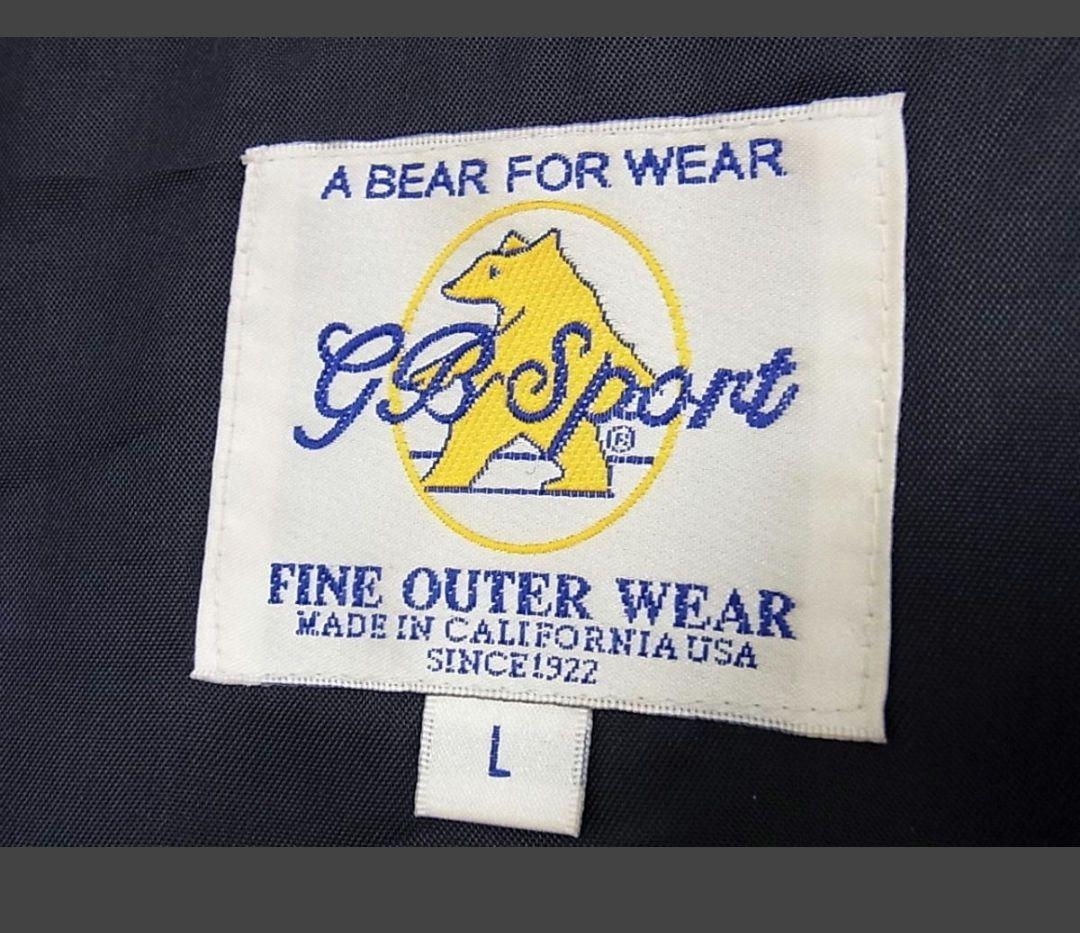 A BEAR FOR WEAR
GB Sport
®
FINE OUTER WEAR
MADE IN CALIFORNIA USA
SINCE 1922
L